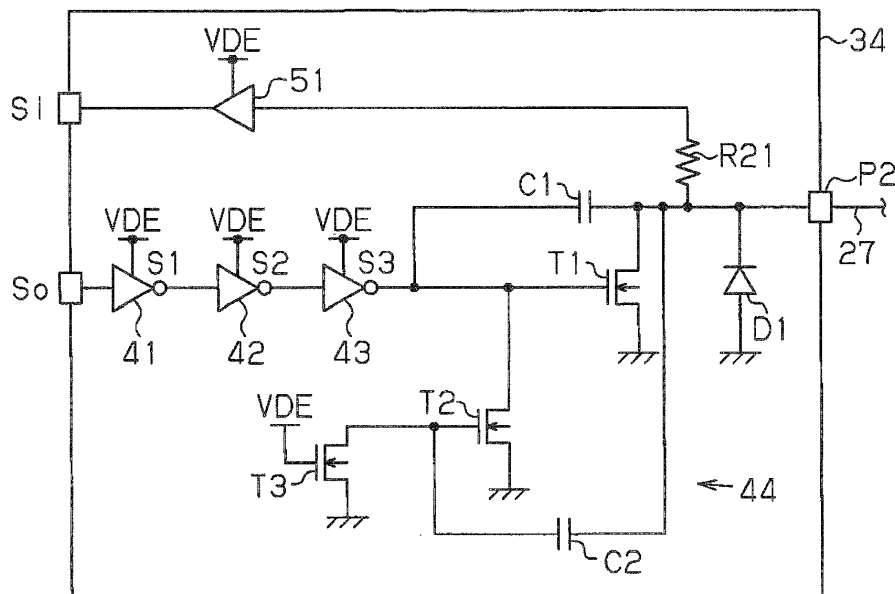 34
VDE
51
SI
R21
P2
C1
VDE
VDE
VDE
S1
S2
S3
T1
27
So
D1
41
42
43
T2
VDE
T3
44
C2